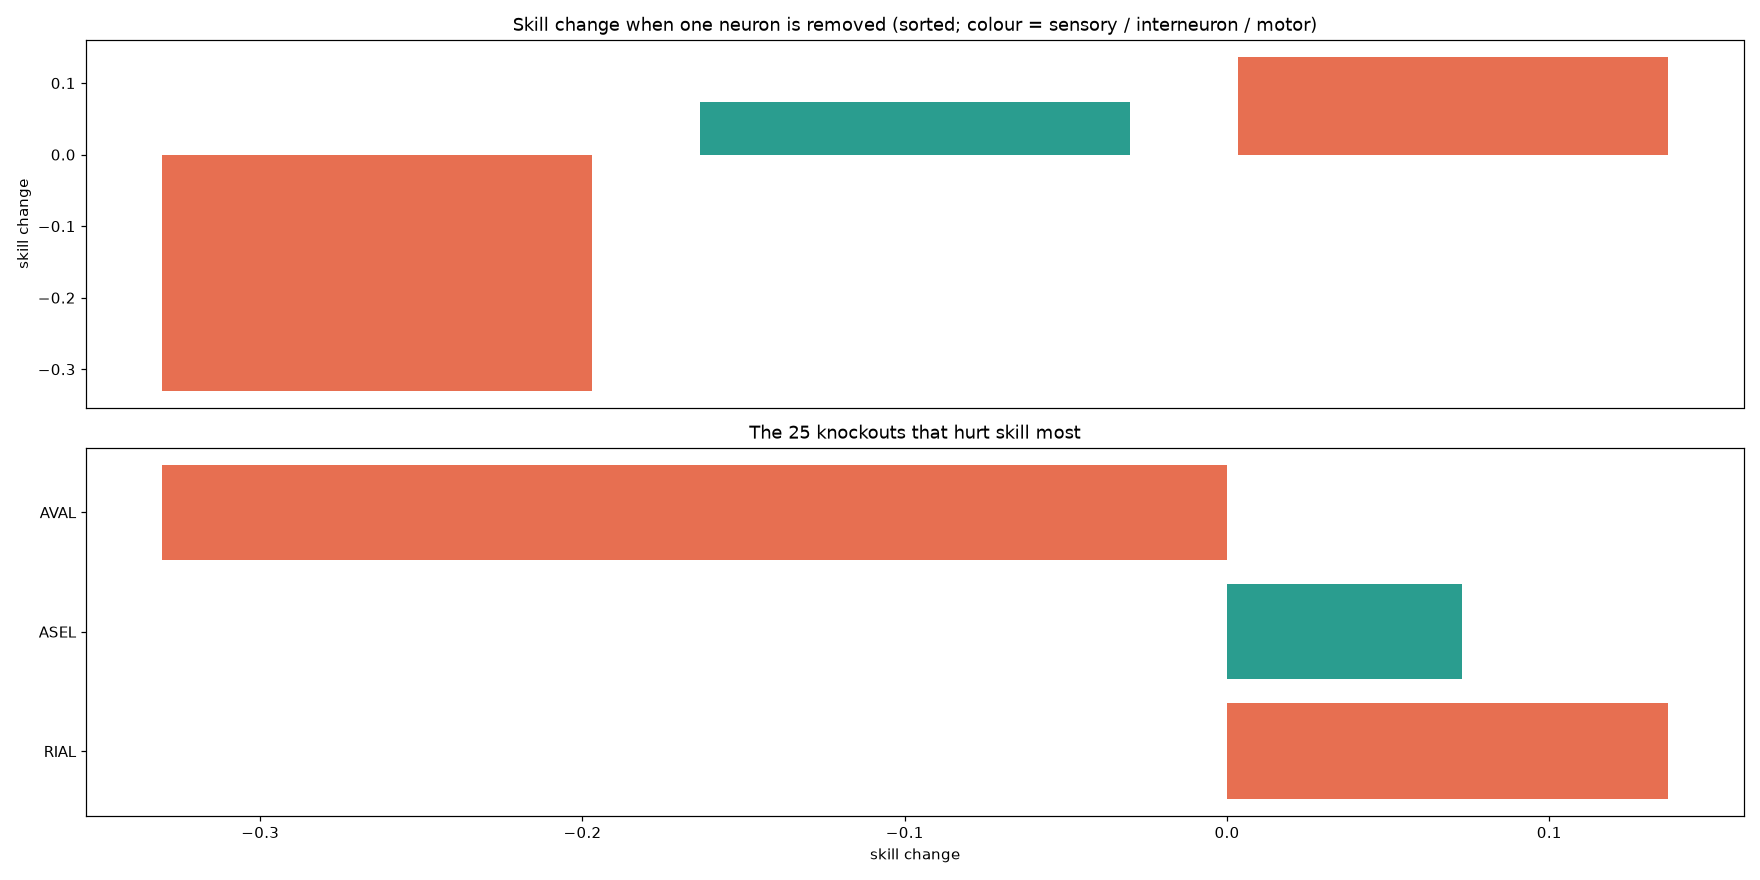 Skill change when one neuron is removed (sorted; colour = sensory / interneuron / motor)
skill change
0.1
0.0
−0.1
−0.2
−0.3
The 25 knockouts that hurt skill most
AVAL
ASEL
RIAL
−0.3 −0.2 −0.1 0.0 0.1
skill change